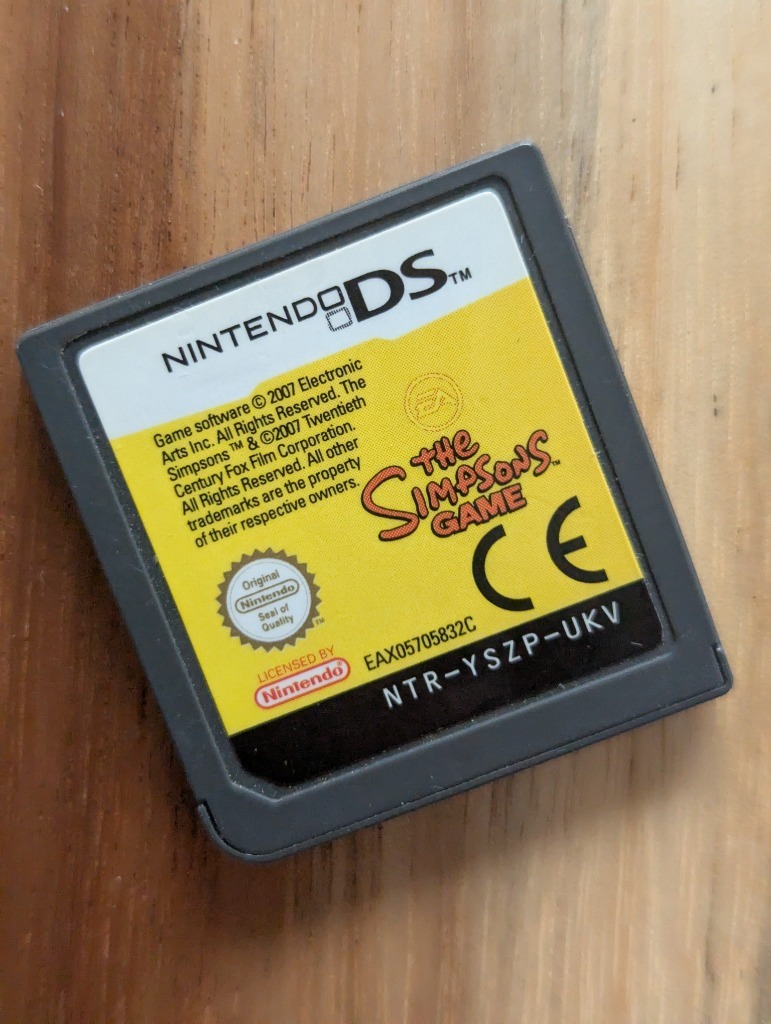 NINTENDODS™
Game software © 2007 Electronic
Arts Inc. All Rights Reserved. The
Simpsons™ & ©2007 Twentieth
Century Fox Film Corporation.
All Rights Reserved. All other
trademarks are the property
of their respective owners.
EA
THE
SIMPSONS™
GAME
CE
Original
Nintendo
Seal of
Quality
TM
LICENSED BY
Nintendo®
EAX05705832C
NTR-YSZP-UKV